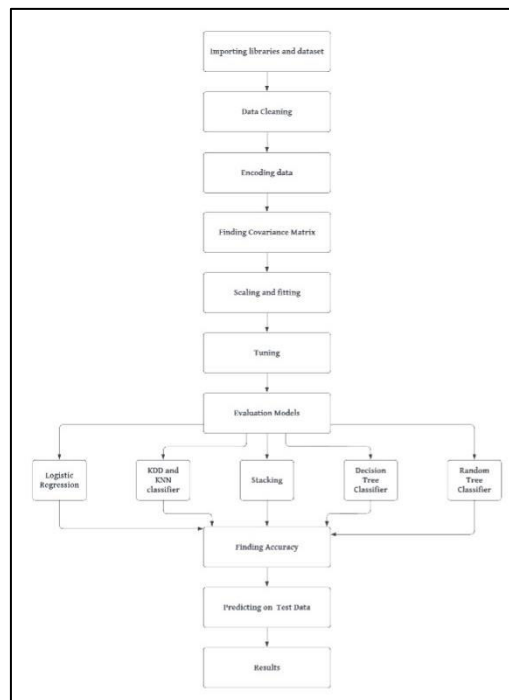 Importing libraries and dataset
Data Cleaning
Encoding data
Finding Covariance Matrix
Scaling and fitting
Tuning
Evaluation Models
Logistic
Regression
KDD and
KNN
classifier
Stacking
Decision
Tree
Classifier
Random
Tree
Classifier
Finding Accuracy
Predicting on Test Data
Results